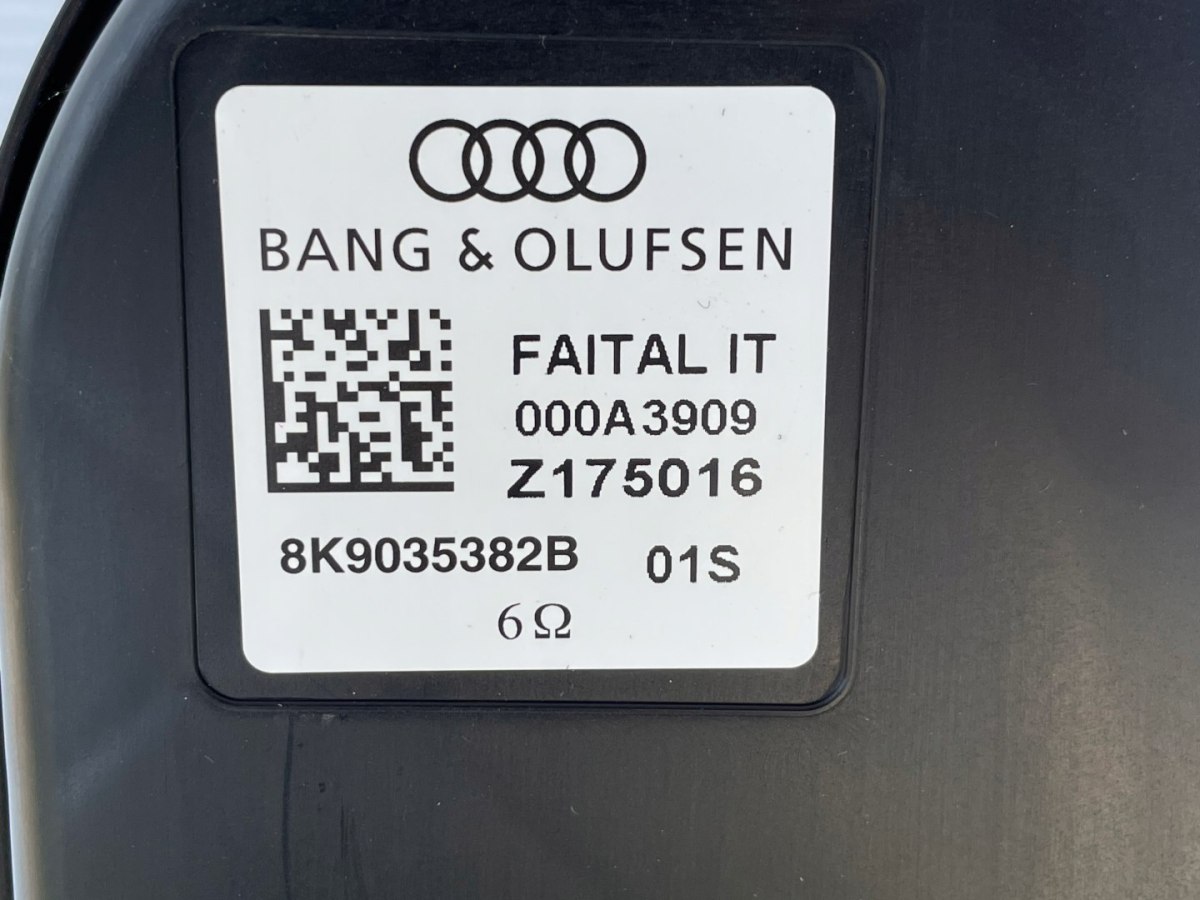 BANG & OLUFSEN
FAITAL IT
000A3909
Z175016
8K9035382B 01S
6Ω